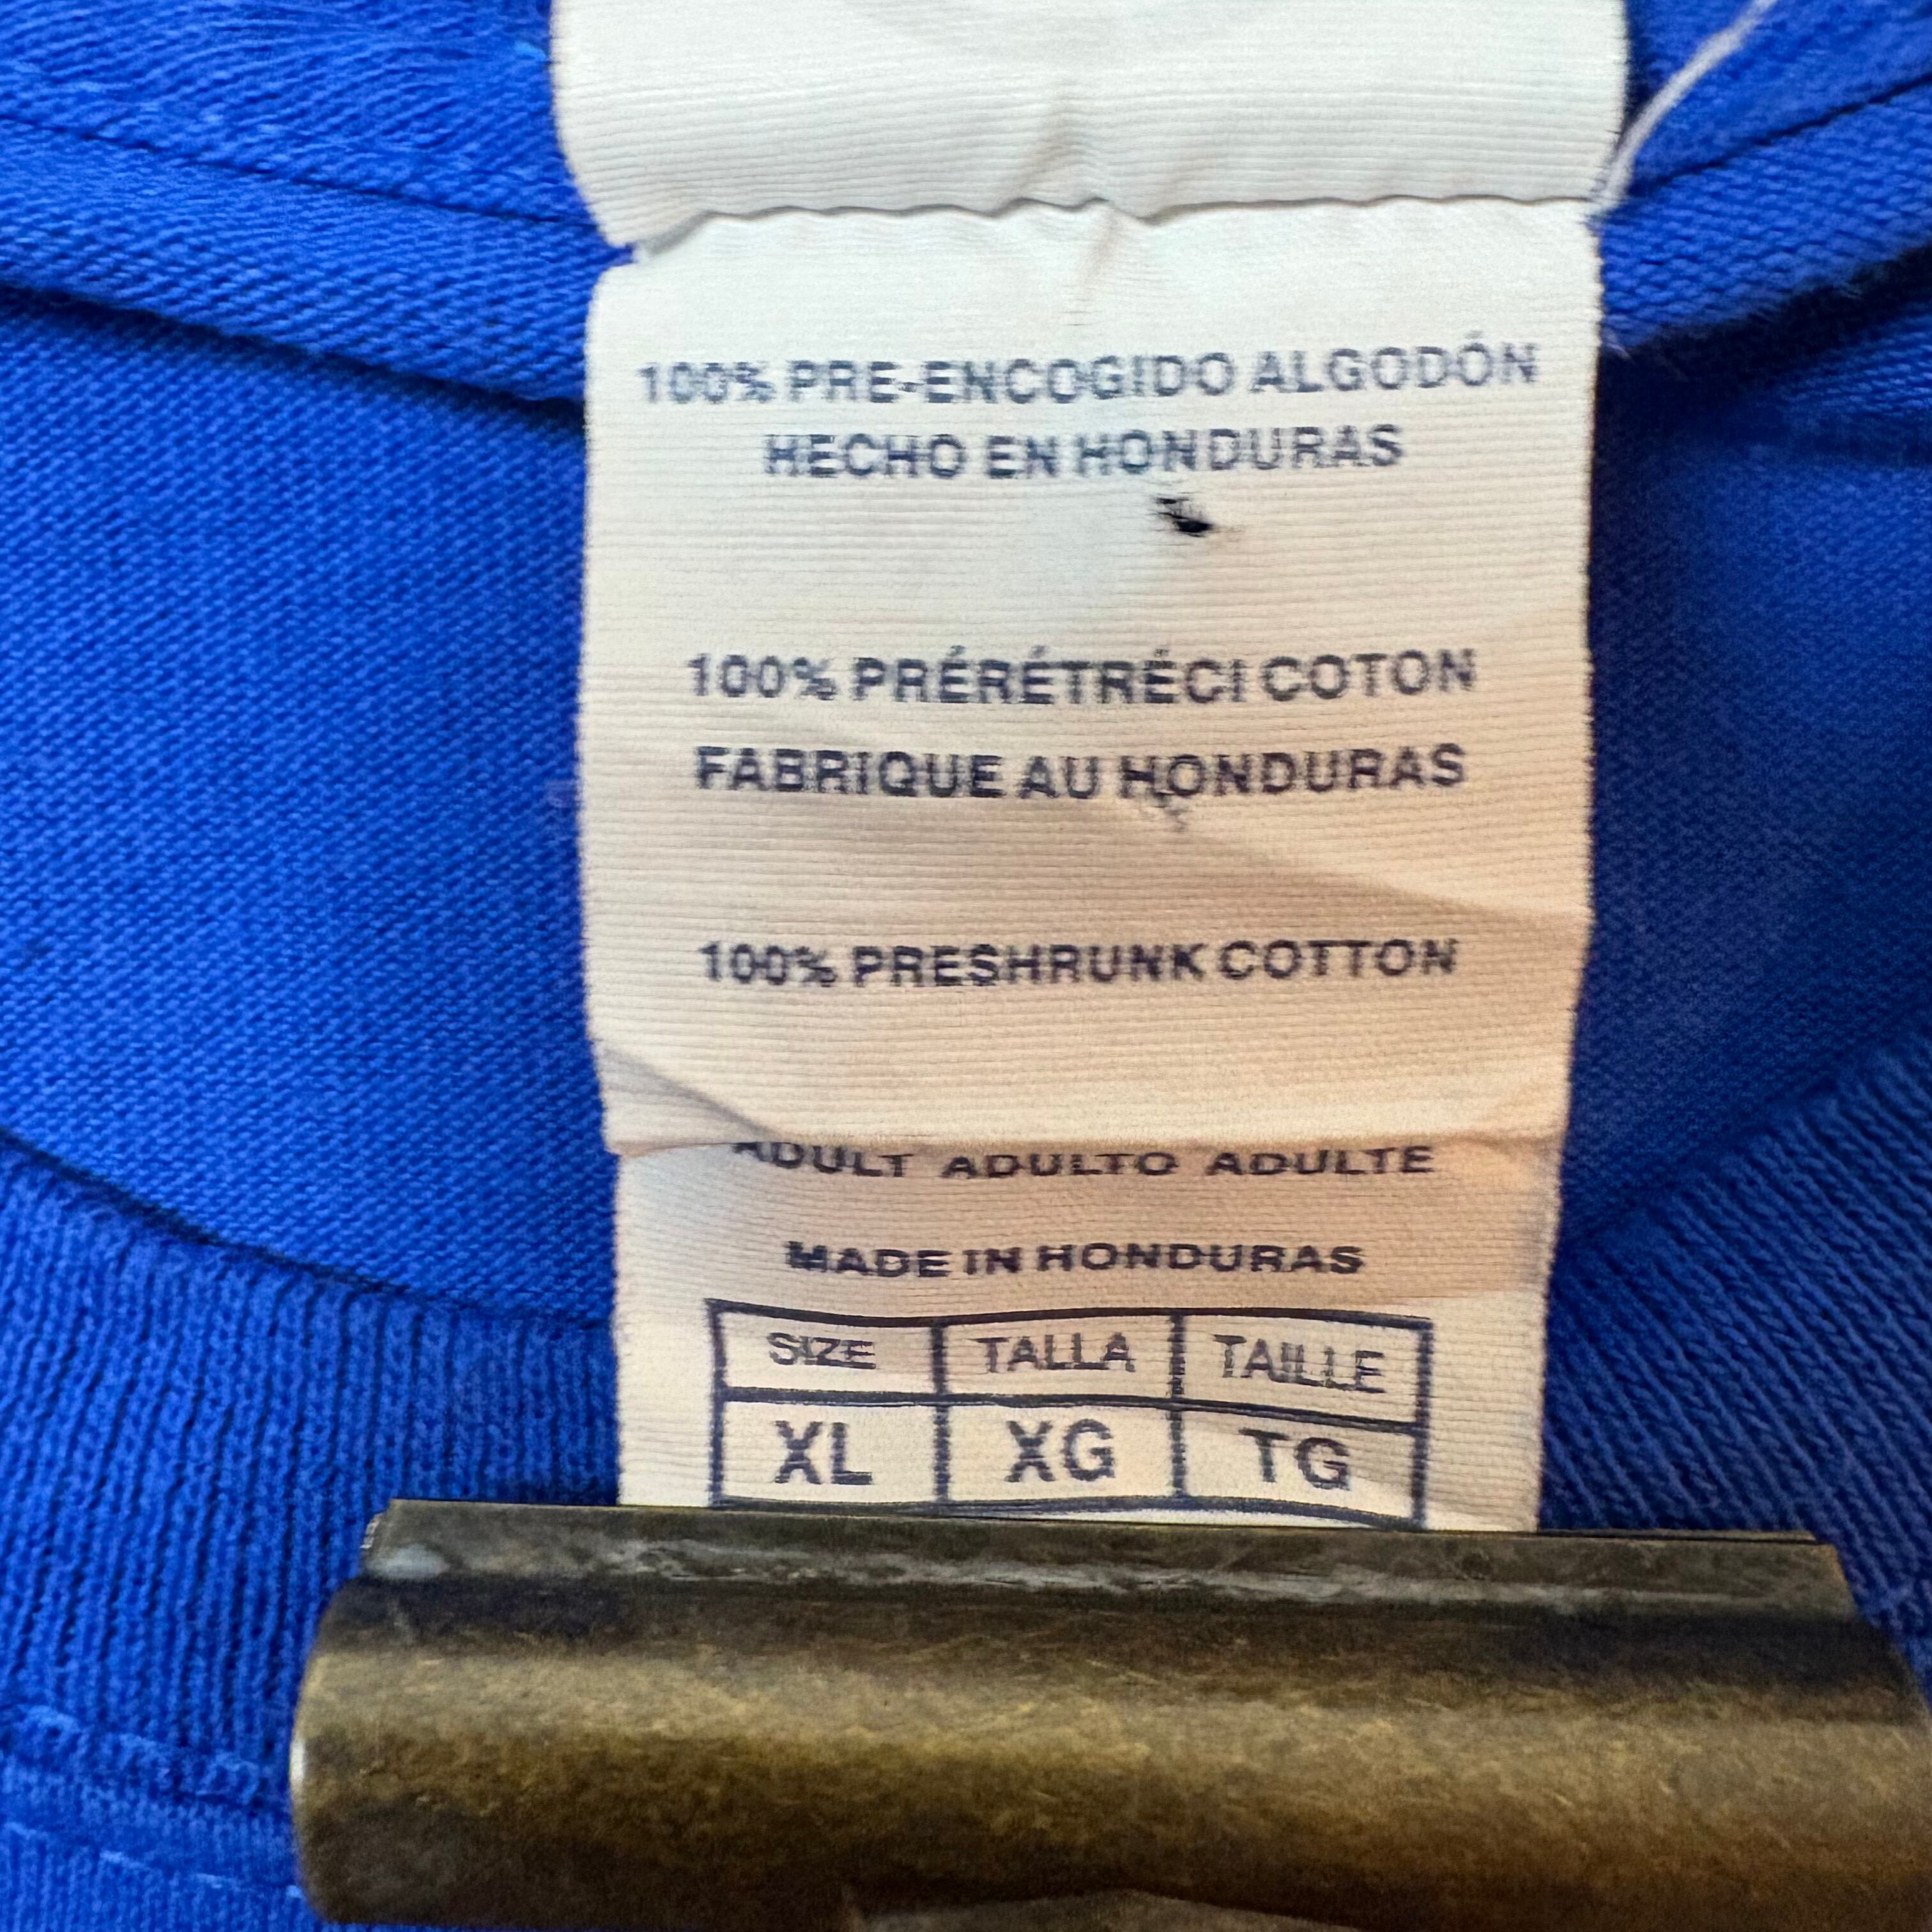 100% PRE-ENCOGIDO ALGODÓN
HECHO EN HONDURAS
100% PRÉRÉTRÉCI COTON
FABRIQUE AU HONDURAS
100% PRESHRUNK COTTON
ADULT ADULTO ADULTE
MADE IN HONDURAS
SIZE TALLA TAILLE
XL XG TG